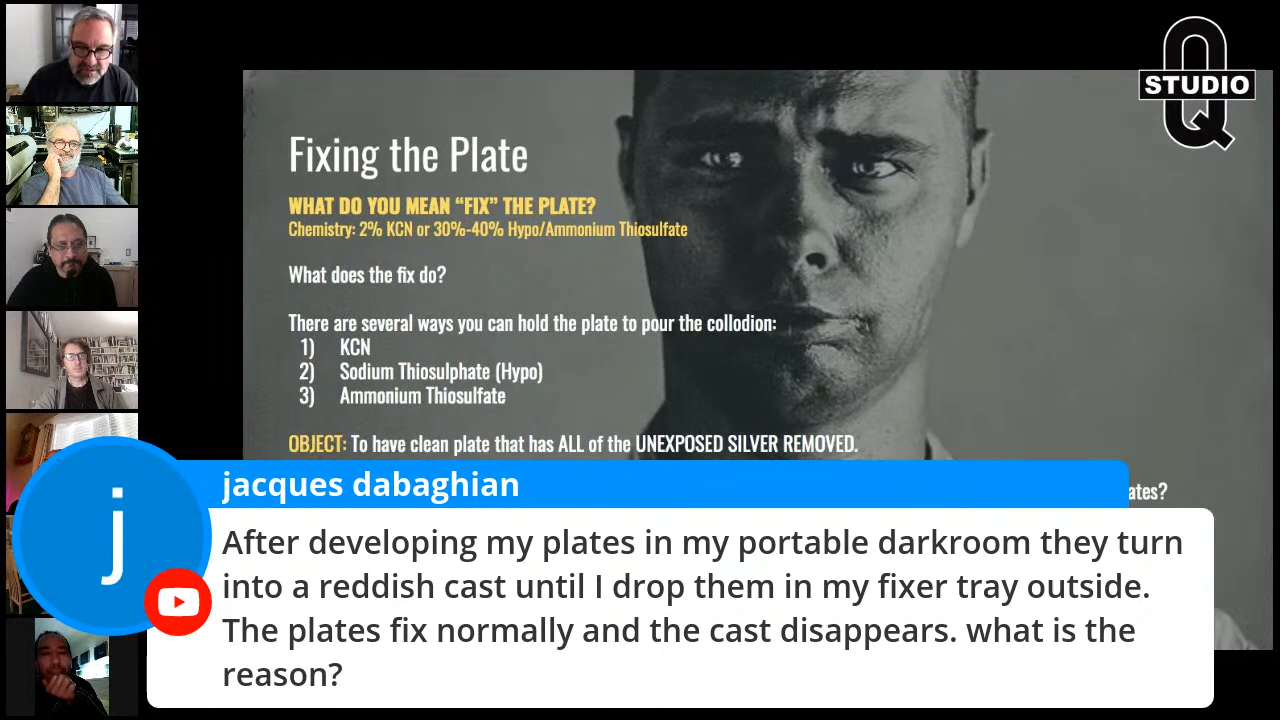 STUDIO
Q
Fixing the Plate
WHAT DO YOU MEAN “FIX” THE PLATE?
Chemistry: 2% KCN or 30%-40% Hypo/Ammonium Thiosulfate
What does the fix do?
There are several ways you can hold the plate to pour the collodion:
1) KCN
2) Sodium Thiosulphate (Hypo)
3) Ammonium Thiosulfate
OBJECT: To have clean plate that has ALL of the UNEXPOSED SILVER REMOVED.
ates?
j
jacques dabaghian
After developing my plates in my portable darkroom they turn
into a reddish cast until I drop them in my fixer tray outside.
The plates fix normally and the cast disappears. what is the
reason?